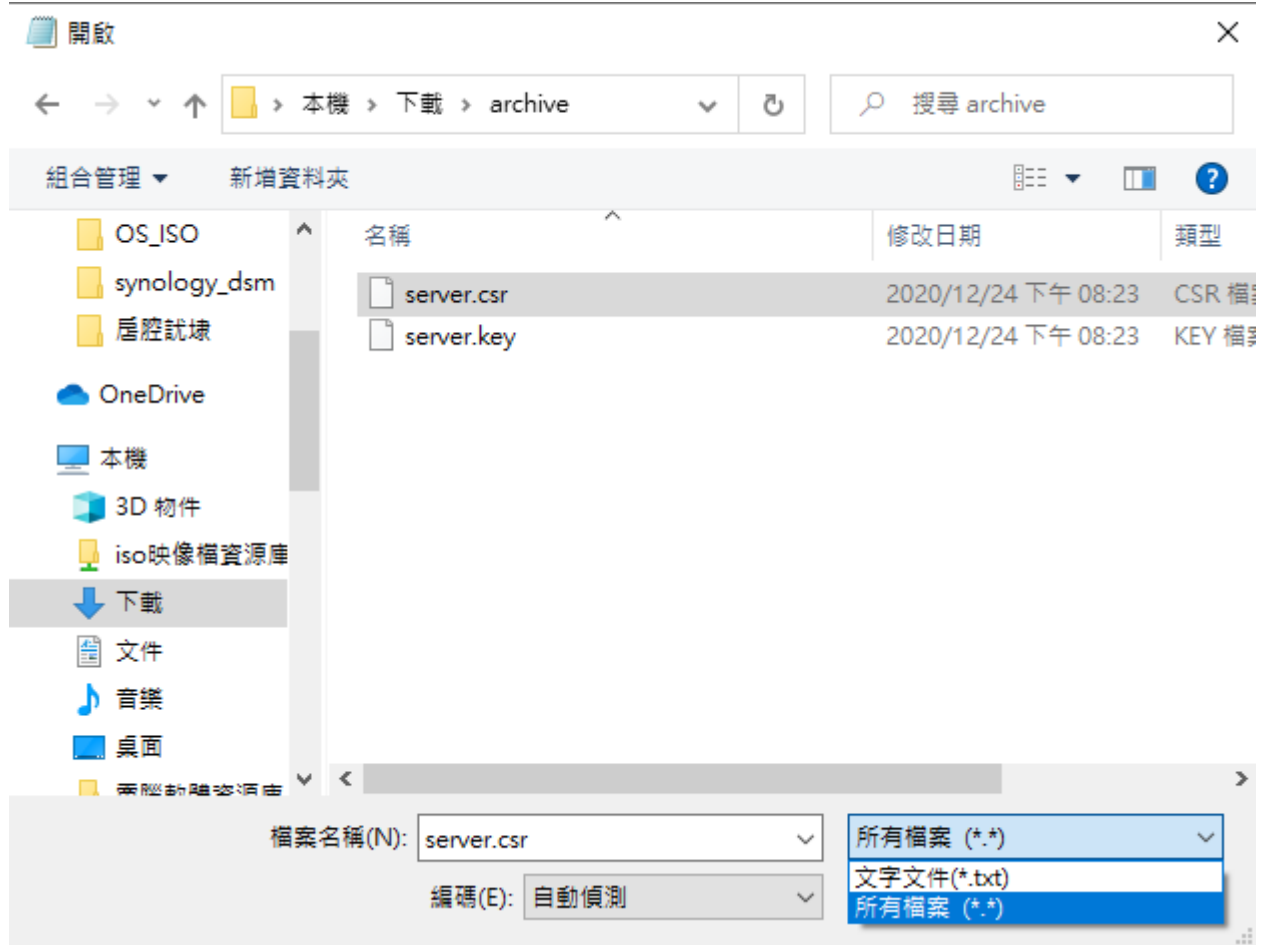 開啟
本機 › 下載 › archive
搜尋 archive
組合管理
新增資料夾
名稱
修改日期
類型
OS_ISO
synology_dsm
OneDrive
本機
3D 物件
iso映像檔資源庫
下載
文件
音樂
桌面
server.csr 2020/12/24 下午 08:23 CSR 檔
server.key 2020/12/24 下午 08:23 KEY 檔
檔案名稱(N): server.csr
所有檔案 (*.*)
文字文件(*.txt)
所有檔案 (*.*)
編碼(E): 自動偵測